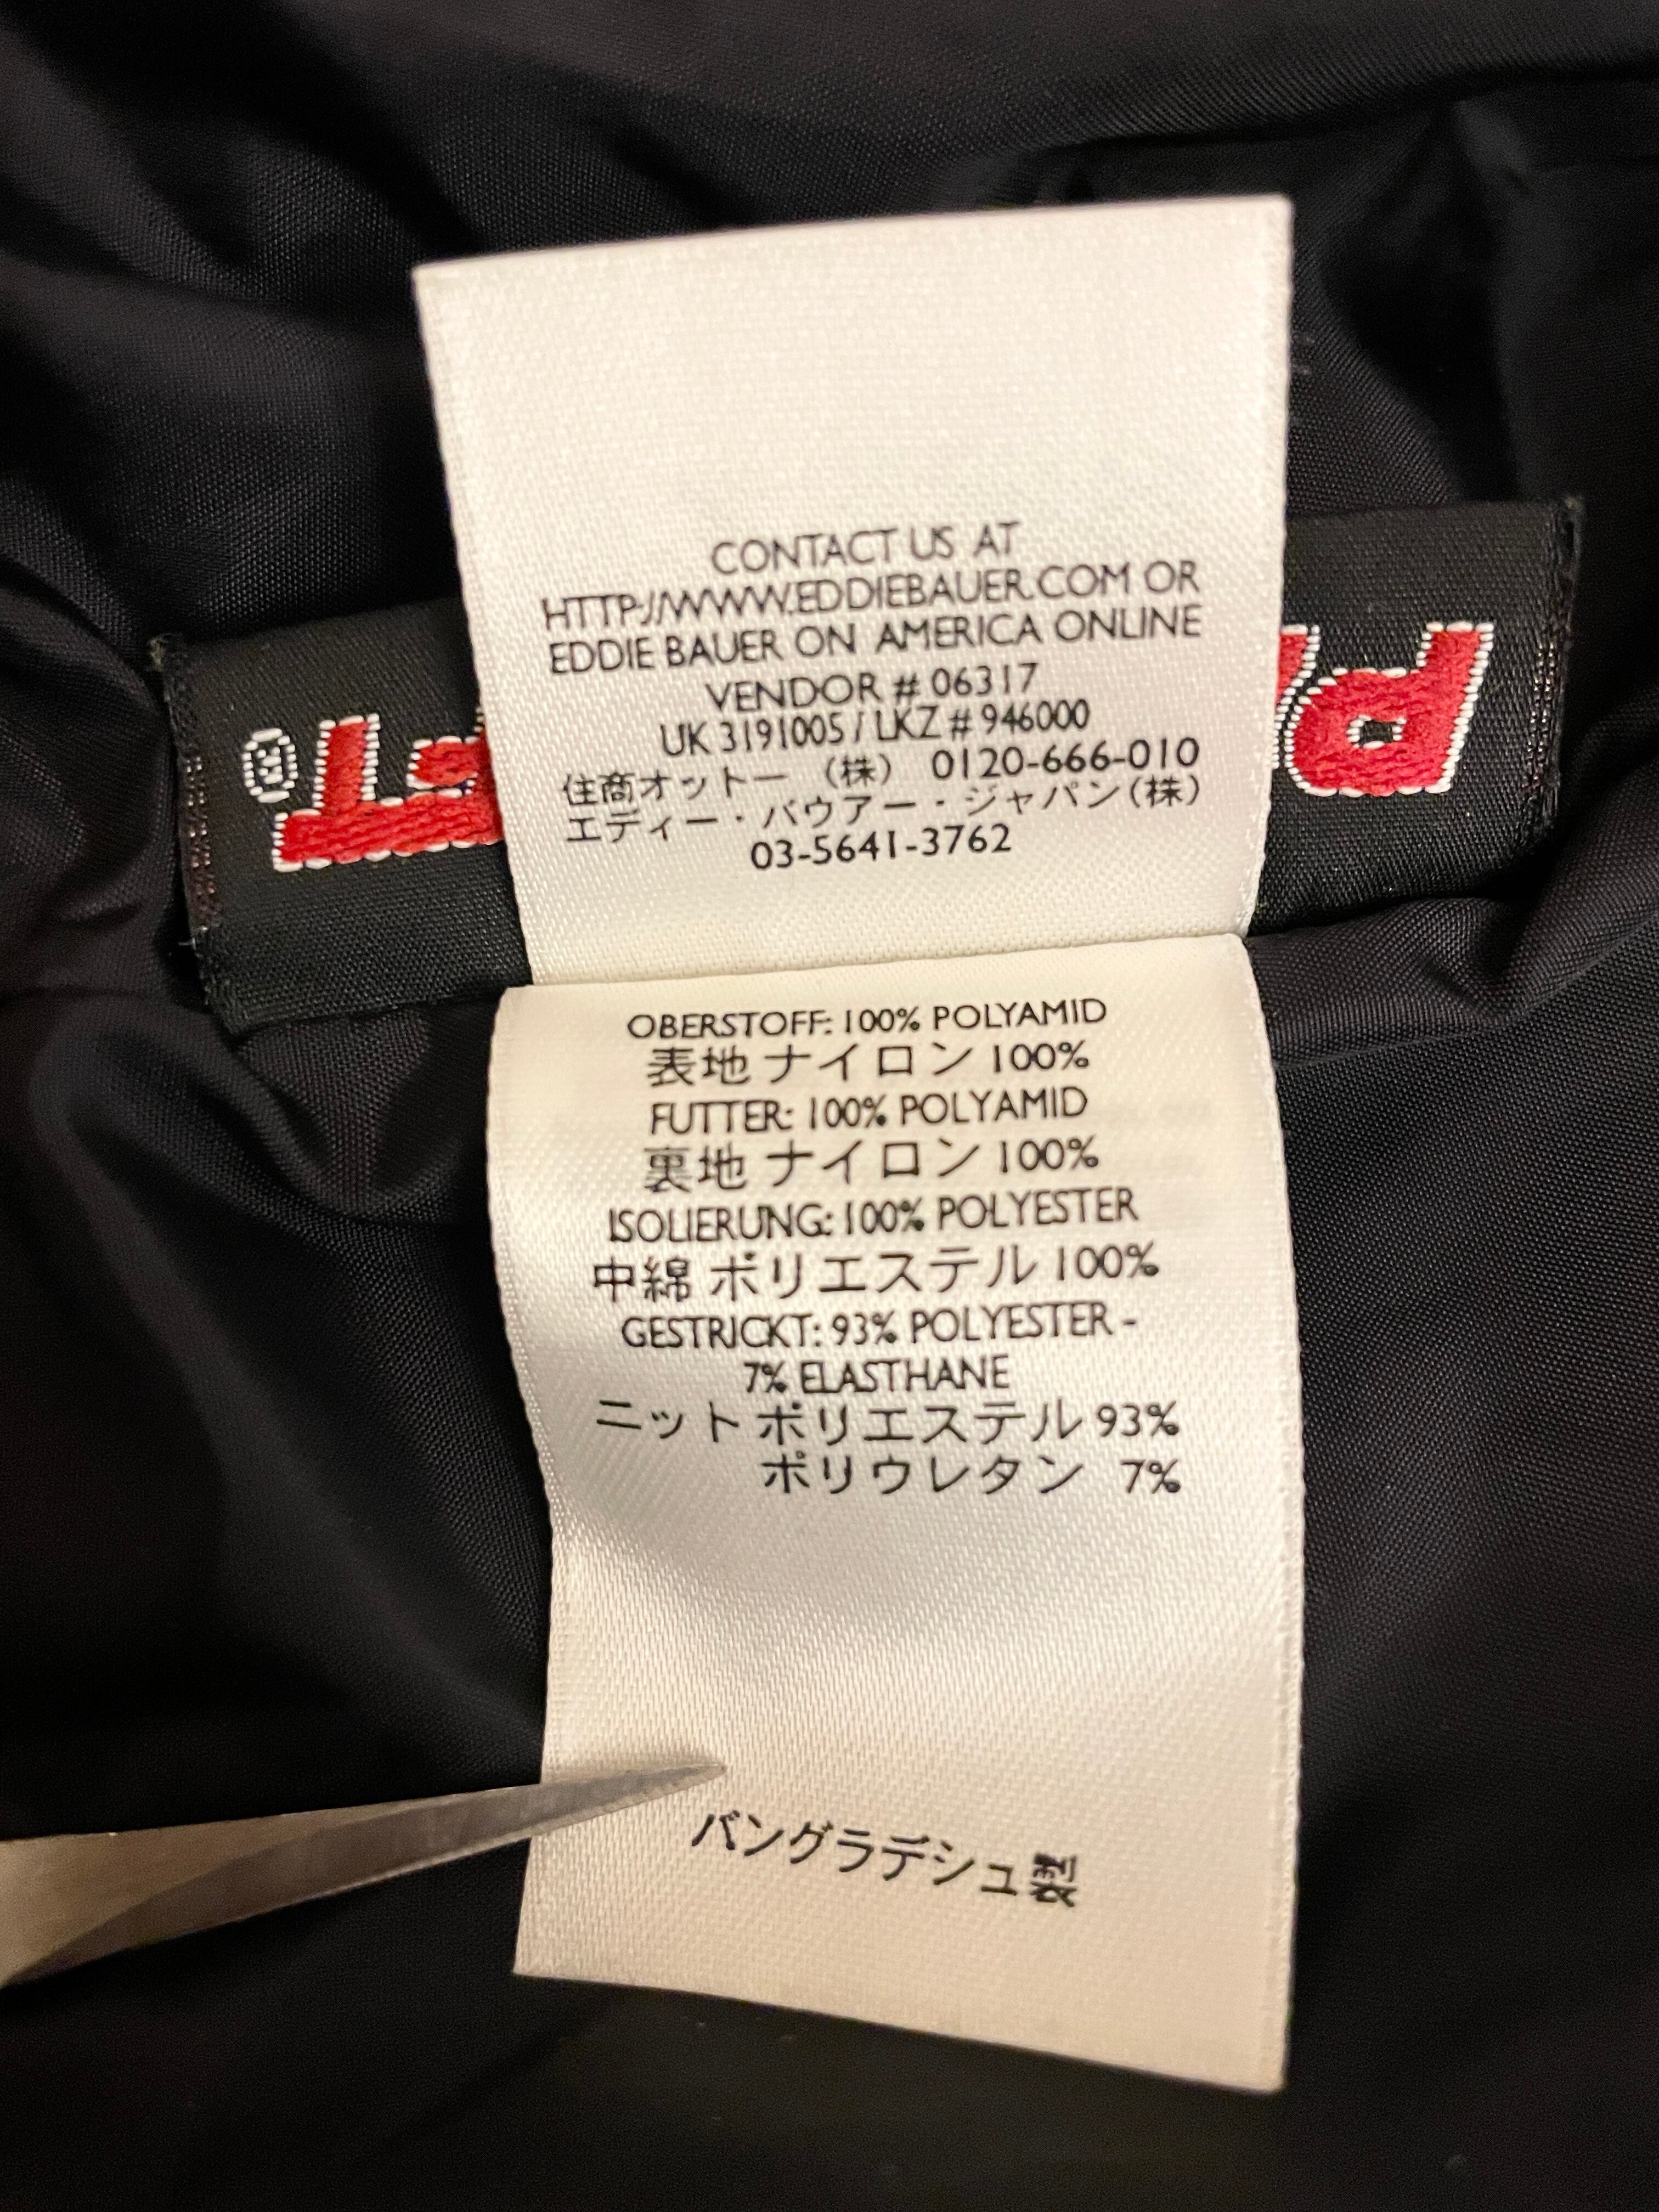 CONTACT US AT
HTTP://WWW.EDDIEBAUER.COM OR
EDDIE BAUER ON AMERICA ONLINE
VENDOR # 06317
UK 3191005 / LKZ # 946000
住商オットー （株） 0120-666-010
エディー・バウアー・ジャパン(株)
03-5641-3762
OBERSTOFF: 100% POLYAMID
表地 ナイロン 100%
FUTTER: 100% POLYAMID
裏地 ナイロン 100%
ISOLIERUNG: 100% POLYESTER
中綿 ポリエステル 100%
GESTRICKT: 93% POLYESTER -
7% ELASTHANE
ニット ポリエステル 93%
ポリウレタン 7%
バングラデシュ製